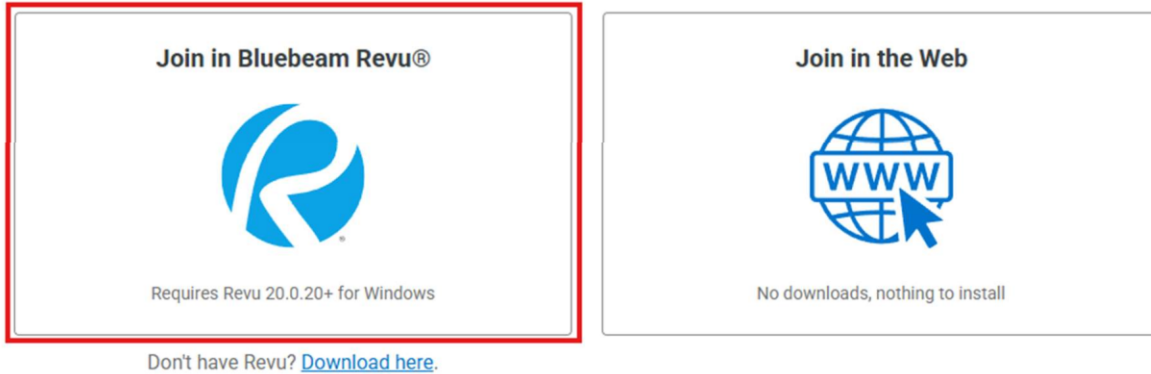 Join in Bluebeam Revu®
Requires Revu 20.0.20+ for Windows
Don't have Revu? Download here.
Join in the Web
WWW
No downloads, nothing to install